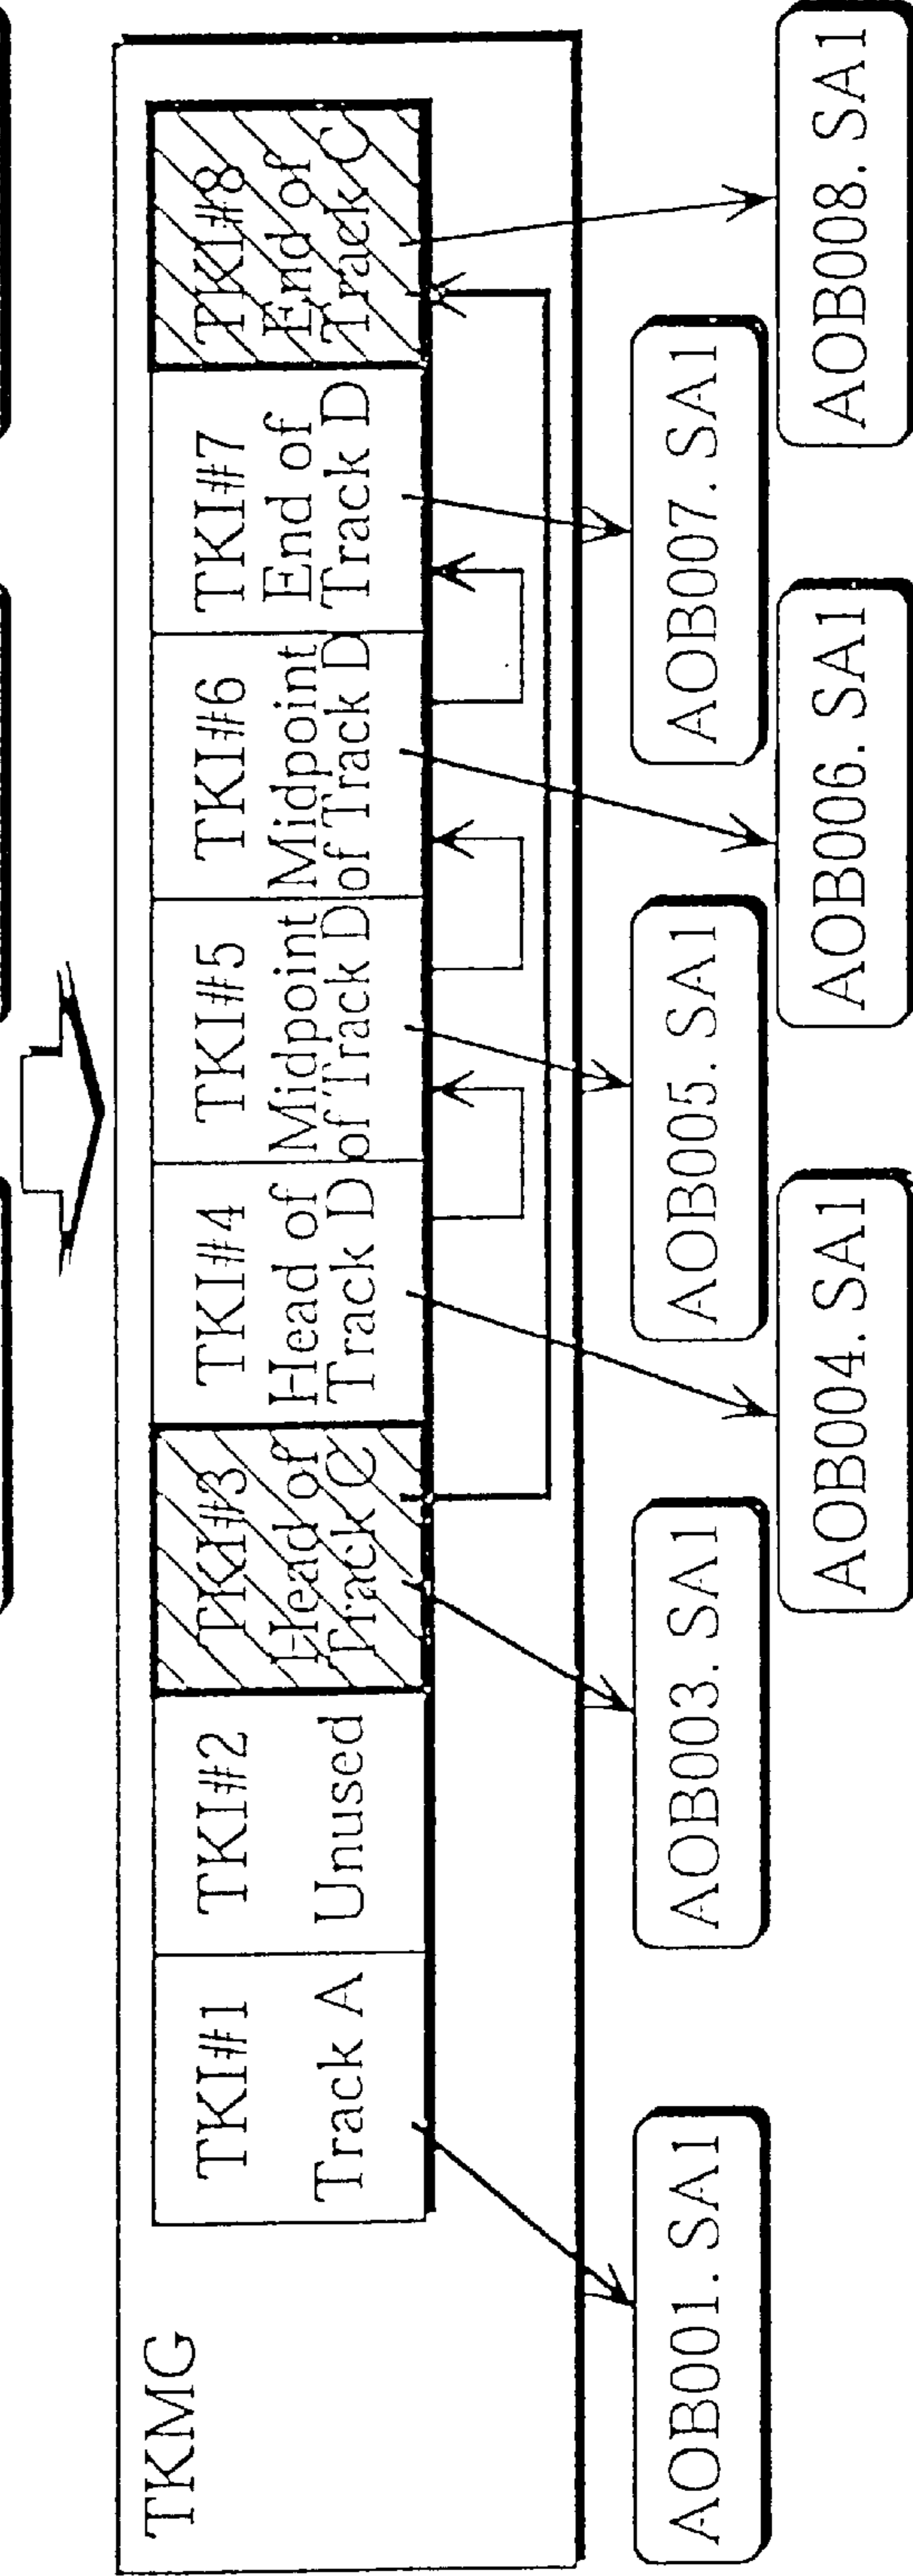 TKMG
TKI#1
Track A
TKI#2
Unused
TKI#3
Head of
Track C
TKI#4
Head of
Track D
TKI#5
Midpoint
of Track D
TKI#6
Midpoint
of Track D
TKI#7
End of
Track D
TKI#8
End of
Track C
AOB001. SA1
AOB003. SA1
AOB005. SA1
AOB007. SA1
AOB004. SA1
AOB006. SA1
AOB008. SA1